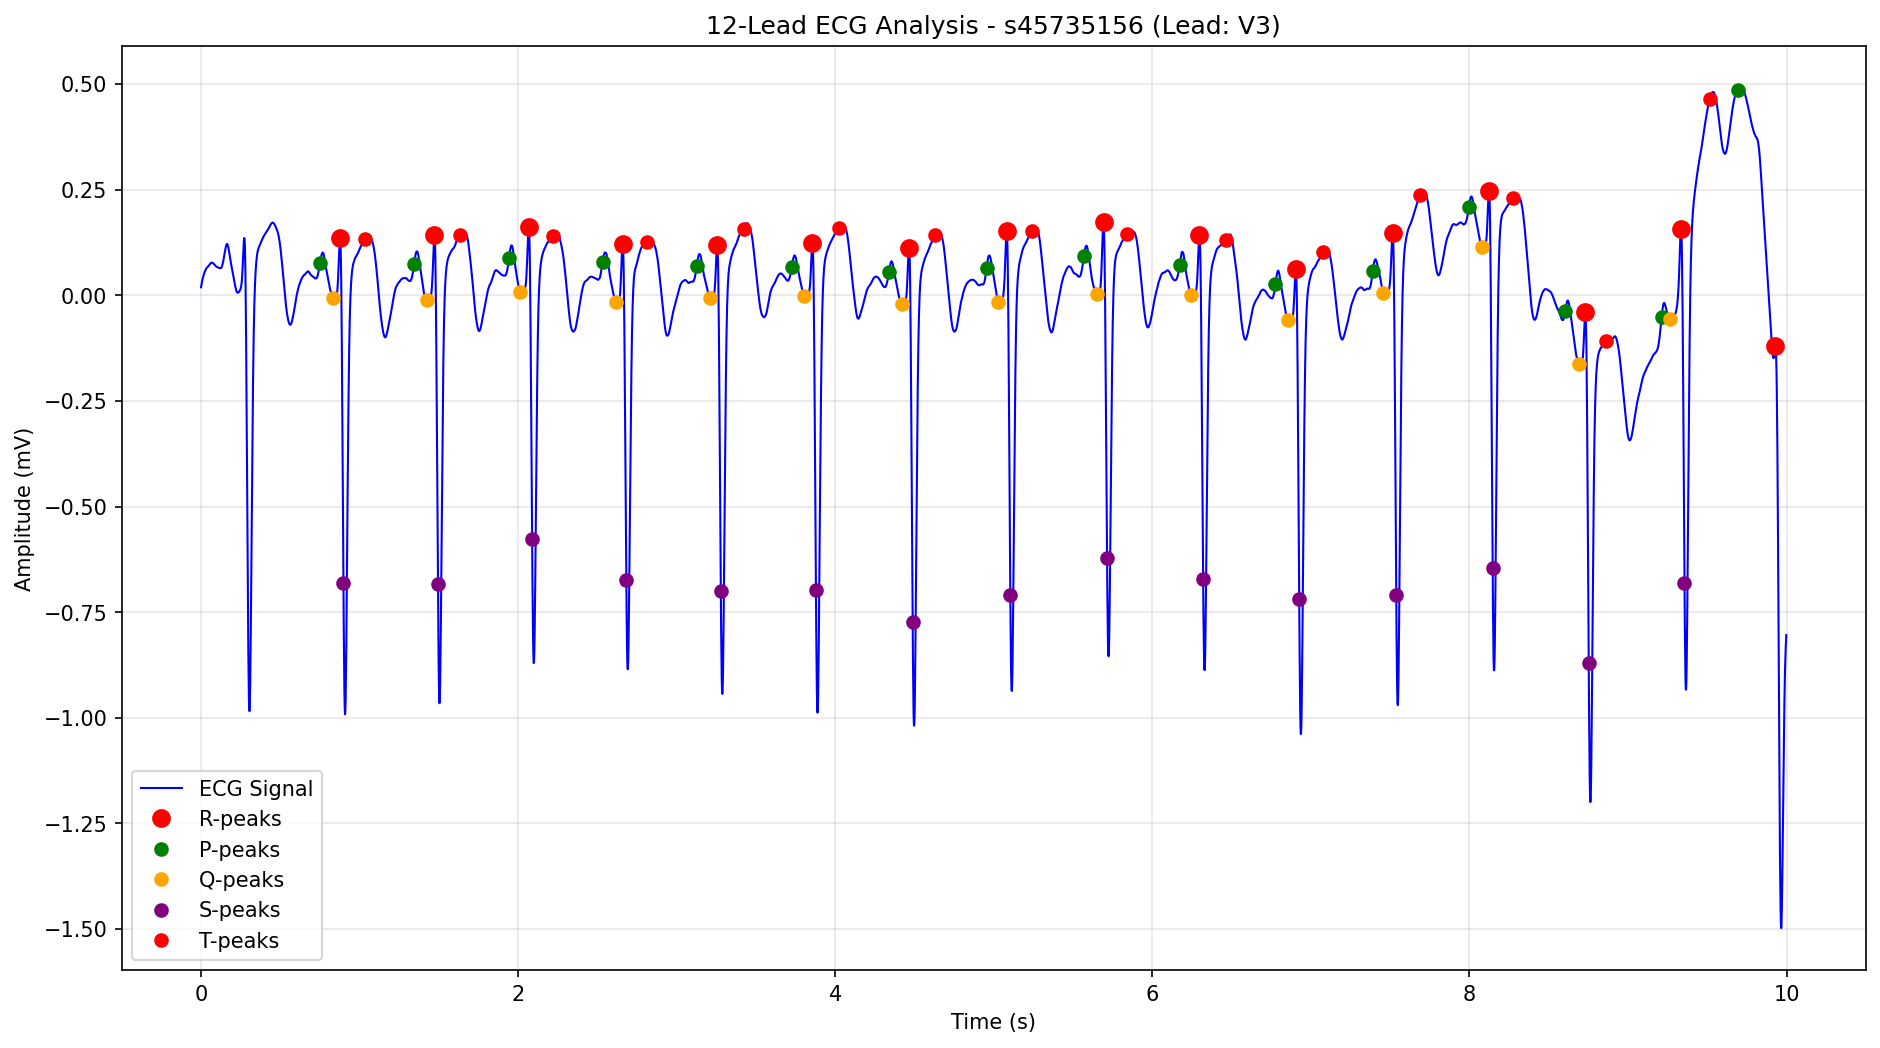 12-Lead ECG Analysis - s45735156 (Lead: V3)
Amplitude (mV)
0.50
0.25
0.00
−0.25
−0.50
−0.75
−1.00
−1.25
−1.50
ECG Signal
R-peaks
P-peaks
Q-peaks
S-peaks
T-peaks
0 2 4 6 8 10
Time (s)